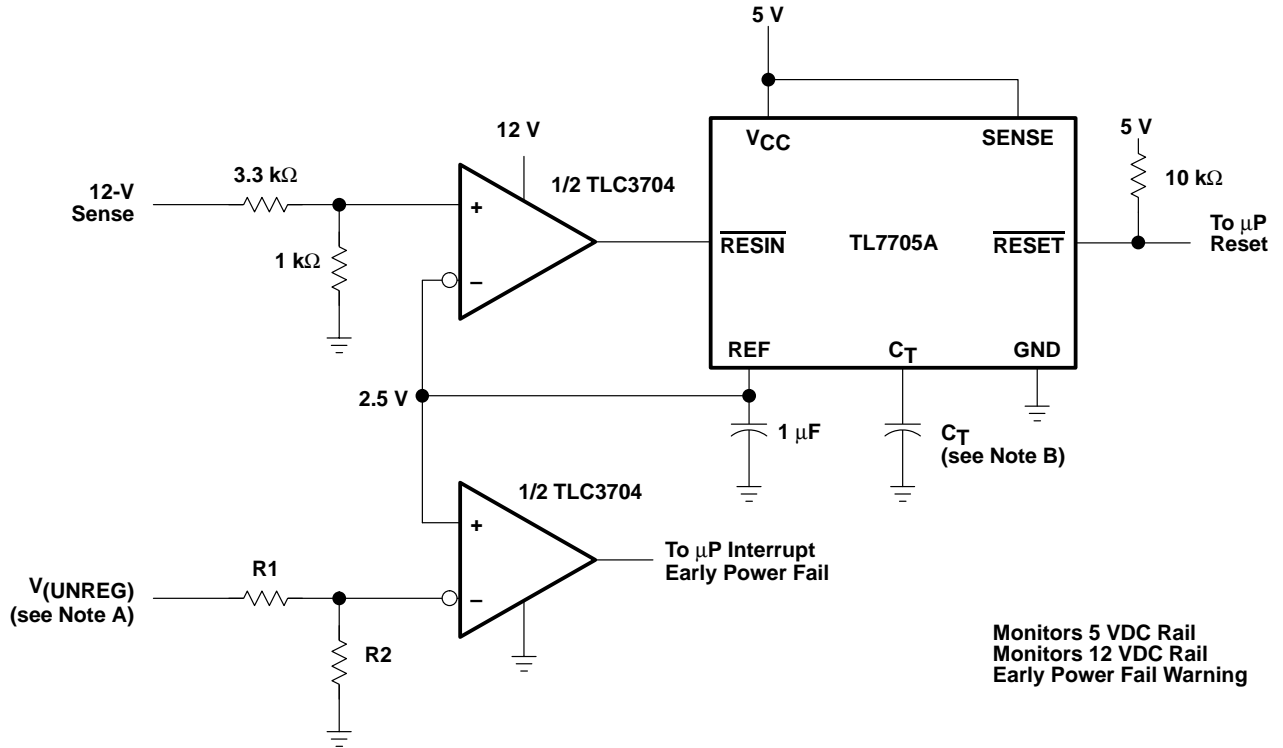 5 V
12 V
VCC
SENSE
5 V
3.3 kΩ
1/2 TLC3704
10 kΩ
12-V
Sense
+
RESIN
TL7705A
RESET
To μP
Reset
1 kΩ
–
REF
CT
GND
2.5 V
1 μF
CT
(see Note B)
1/2 TLC3704
+
To μP Interrupt
Early Power Fail
R1
V(UNREG)
(see Note A)
–
R2
Monitors 5 VDC Rail
Monitors 12 VDC Rail
Early Power Fail Warning